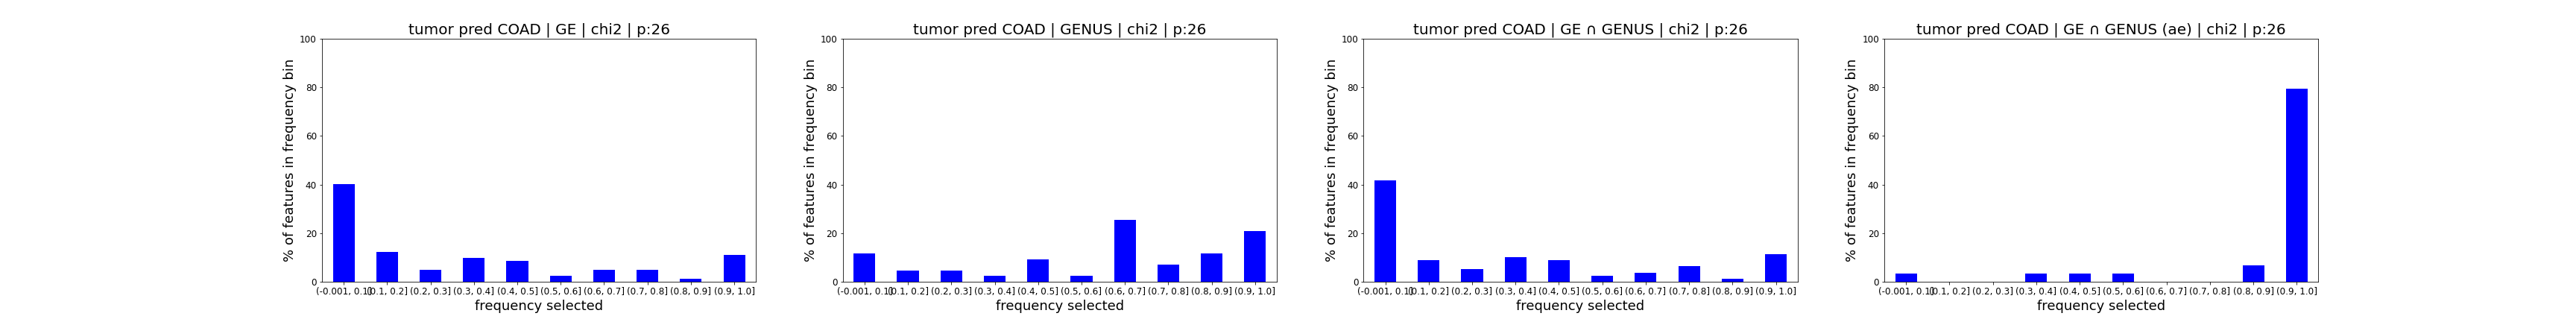 tumor pred COAD | GE | chi2 | p:26
100
80
60
40
20
0
% of features in frequency bin
(-0.001, 0.1] (0.1, 0.2] (0.2, 0.3] (0.3, 0.4] (0.4, 0.5] (0.5, 0.6] (0.6, 0.7] (0.7, 0.8] (0.8, 0.9] (0.9, 1.0]
frequency selected
tumor pred COAD | GENUS | chi2 | p:26
100
80
60
40
20
0
% of features in frequency bin
(-0.001, 0.1] (0.1, 0.2] (0.2, 0.3] (0.3, 0.4] (0.4, 0.5] (0.5, 0.6] (0.6, 0.7] (0.7, 0.8] (0.8, 0.9] (0.9, 1.0]
frequency selected
tumor pred COAD | GE ∩ GENUS | chi2 | p:26
100
80
60
40
20
0
% of features in frequency bin
(-0.001, 0.1] (0.1, 0.2] (0.2, 0.3] (0.3, 0.4] (0.4, 0.5] (0.5, 0.6] (0.6, 0.7] (0.7, 0.8] (0.8, 0.9] (0.9, 1.0]
frequency selected
tumor pred COAD | GE ∩ GENUS (ae) | chi2 | p:26
100
80
60
40
20
0
% of features in frequency bin
(-0.001, 0.1] (0.1, 0.2] (0.2, 0.3] (0.3, 0.4] (0.4, 0.5] (0.5, 0.6] (0.6, 0.7] (0.7, 0.8] (0.8, 0.9] (0.9, 1.0]
frequency selected